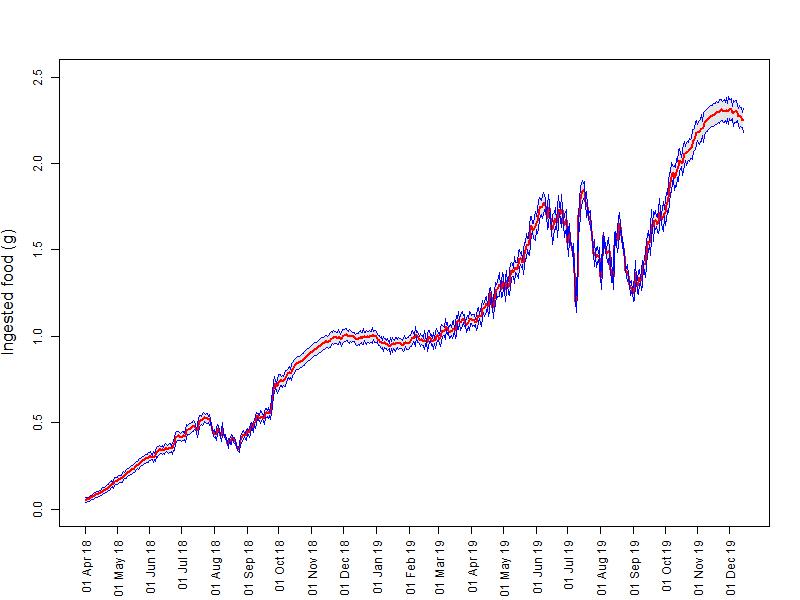 Ingested food (g)
2.5
2.0
1.5
1.0
0.5
0.0
01 Apr 18
01 May 18
01 Jun 18
01 Jul 18
01 Aug 18
01 Sep 18
01 Oct 18
01 Nov 18
01 Dec 18
01 Jan 19
01 Feb 19
01 Mar 19
01 Apr 19
01 May 19
01 Jun 19
01 Jul 19
01 Aug 19
01 Sep 19
01 Oct 19
01 Nov 19
01 Dec 19